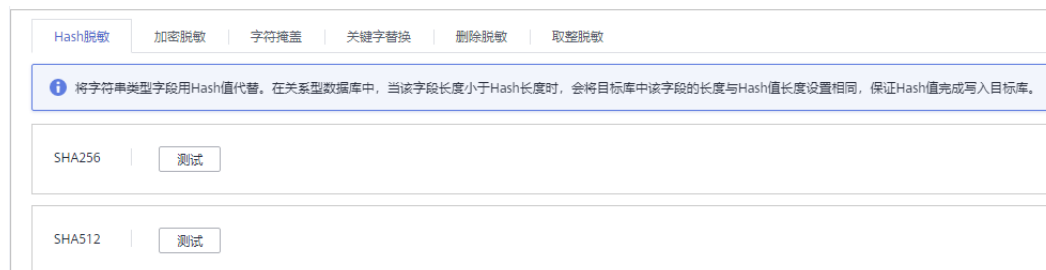 Hash脱敏 加密脱敏 字符掩盖 关键字替换 删除脱敏 取整脱敏
将字符串类型字段用Hash值代替。在关系型数据库中，当该字段长度小于Hash长度时，会将目标库中该字段的长度与Hash值长度设置相同，保证Hash值完成写入目标库。
SHA256 测试
SHA512 测试